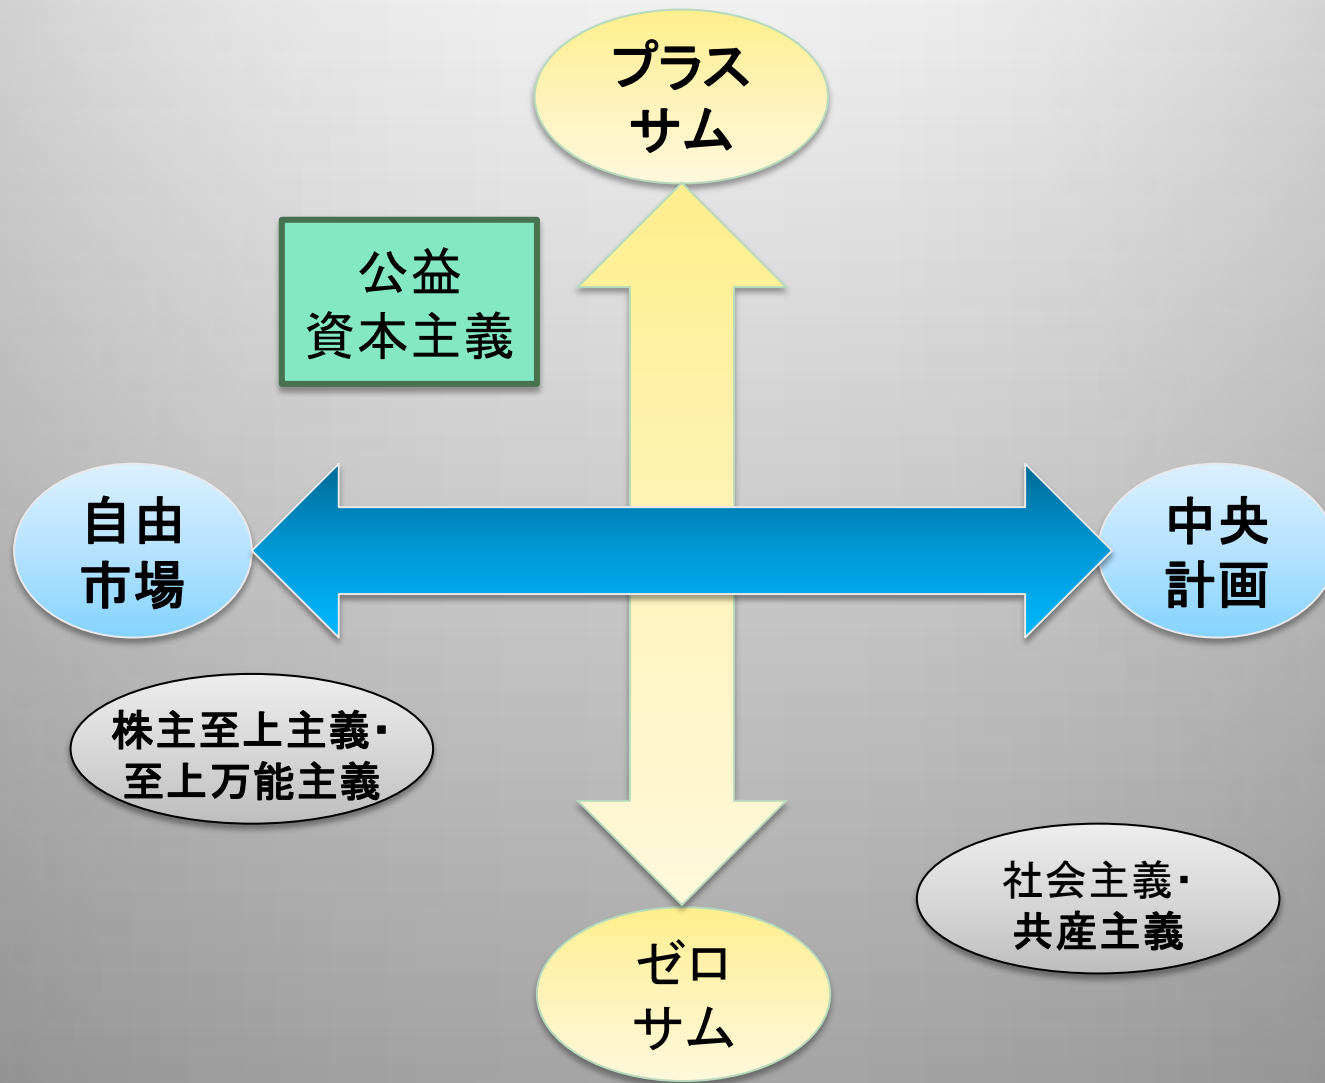 プラス
サム
公益
資本主義
自由
市場
中央
計画
株主至上主義・
至上万能主義
社会主義・
共産主義
ゼロ
サム